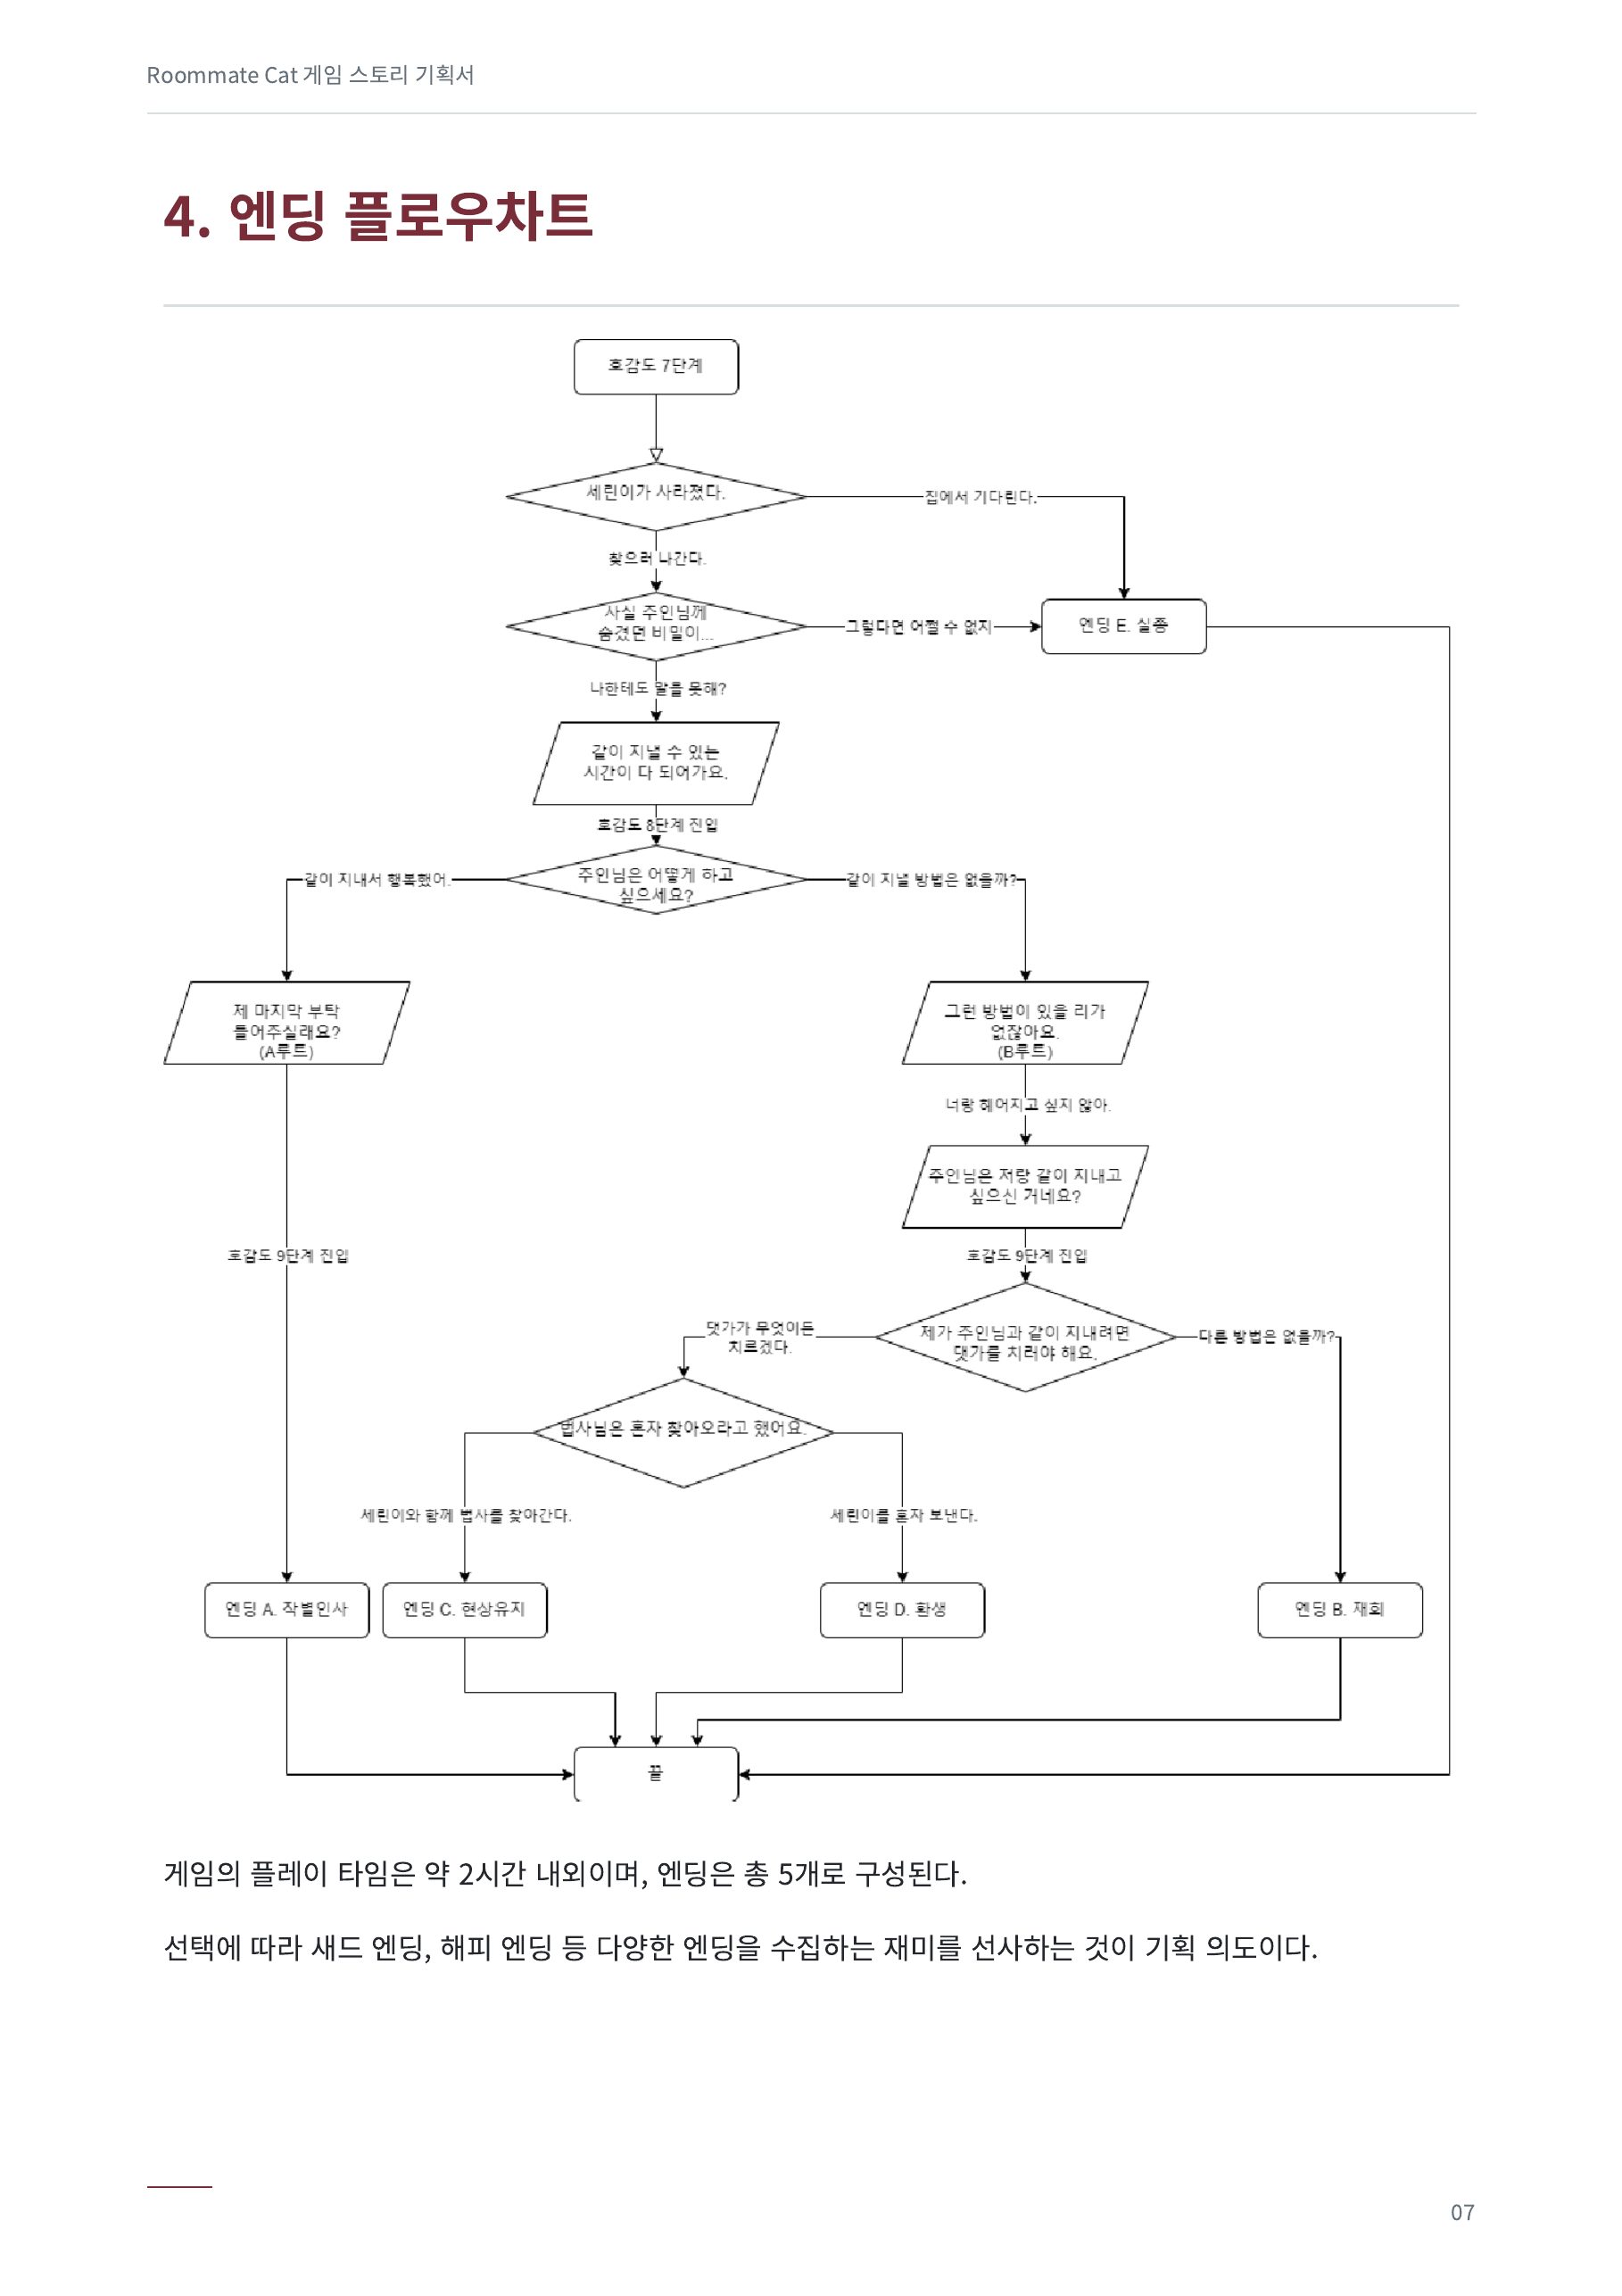 Roommate Cat 게임 스토리 기획서
4. 엔딩 플로우차트
호감도 7단계
세린이가 사라졌다.
집에서 기다린다.
찾으러 나간다.
사실 주인님께
숨겼던 비밀이...
그렇다면 어쩔 수 없지
엔딩 E. 실종
나한테도 말을 못해?
같이 지낼 수 있는
시간이 다 되어가요.
호감도 8단계 진입
같이 지내서 행복했어.
주인님은 어떻게 하고
싶으세요?
같이 지낼 방법은 없을까?
제 마지막 부탁
들어주실래요?
(A루트)
그런 방법이 있을 리가
없잖아요.
(B루트)
너랑 헤어지고 싶지 않아.
주인님은 저랑 같이 지내고
싶으신 거네요?
호감도 9단계 진입
호감도 9단계 진입
댓가가 무엇이든
치르겠다.
제가 주인님과 같이 지내려면
댓가를 치러야 해요.
다른 방법은 없을까?
법사님은 혼자 찾아오라고 했어요.
세린이와 함께 법사를 찾아간다.
세린이를 혼자 보낸다.
엔딩 A. 작별인사
엔딩 C. 현상유지
엔딩 D. 환생
엔딩 B. 재회
끝
게임의 플레이 타임은 약 2시간 내외이며, 엔딩은 총 5개로 구성된다.
선택에 따라 새드 엔딩, 해피 엔딩 등 다양한 엔딩을 수집하는 재미를 선사하는 것이 기획 의도이다.
07